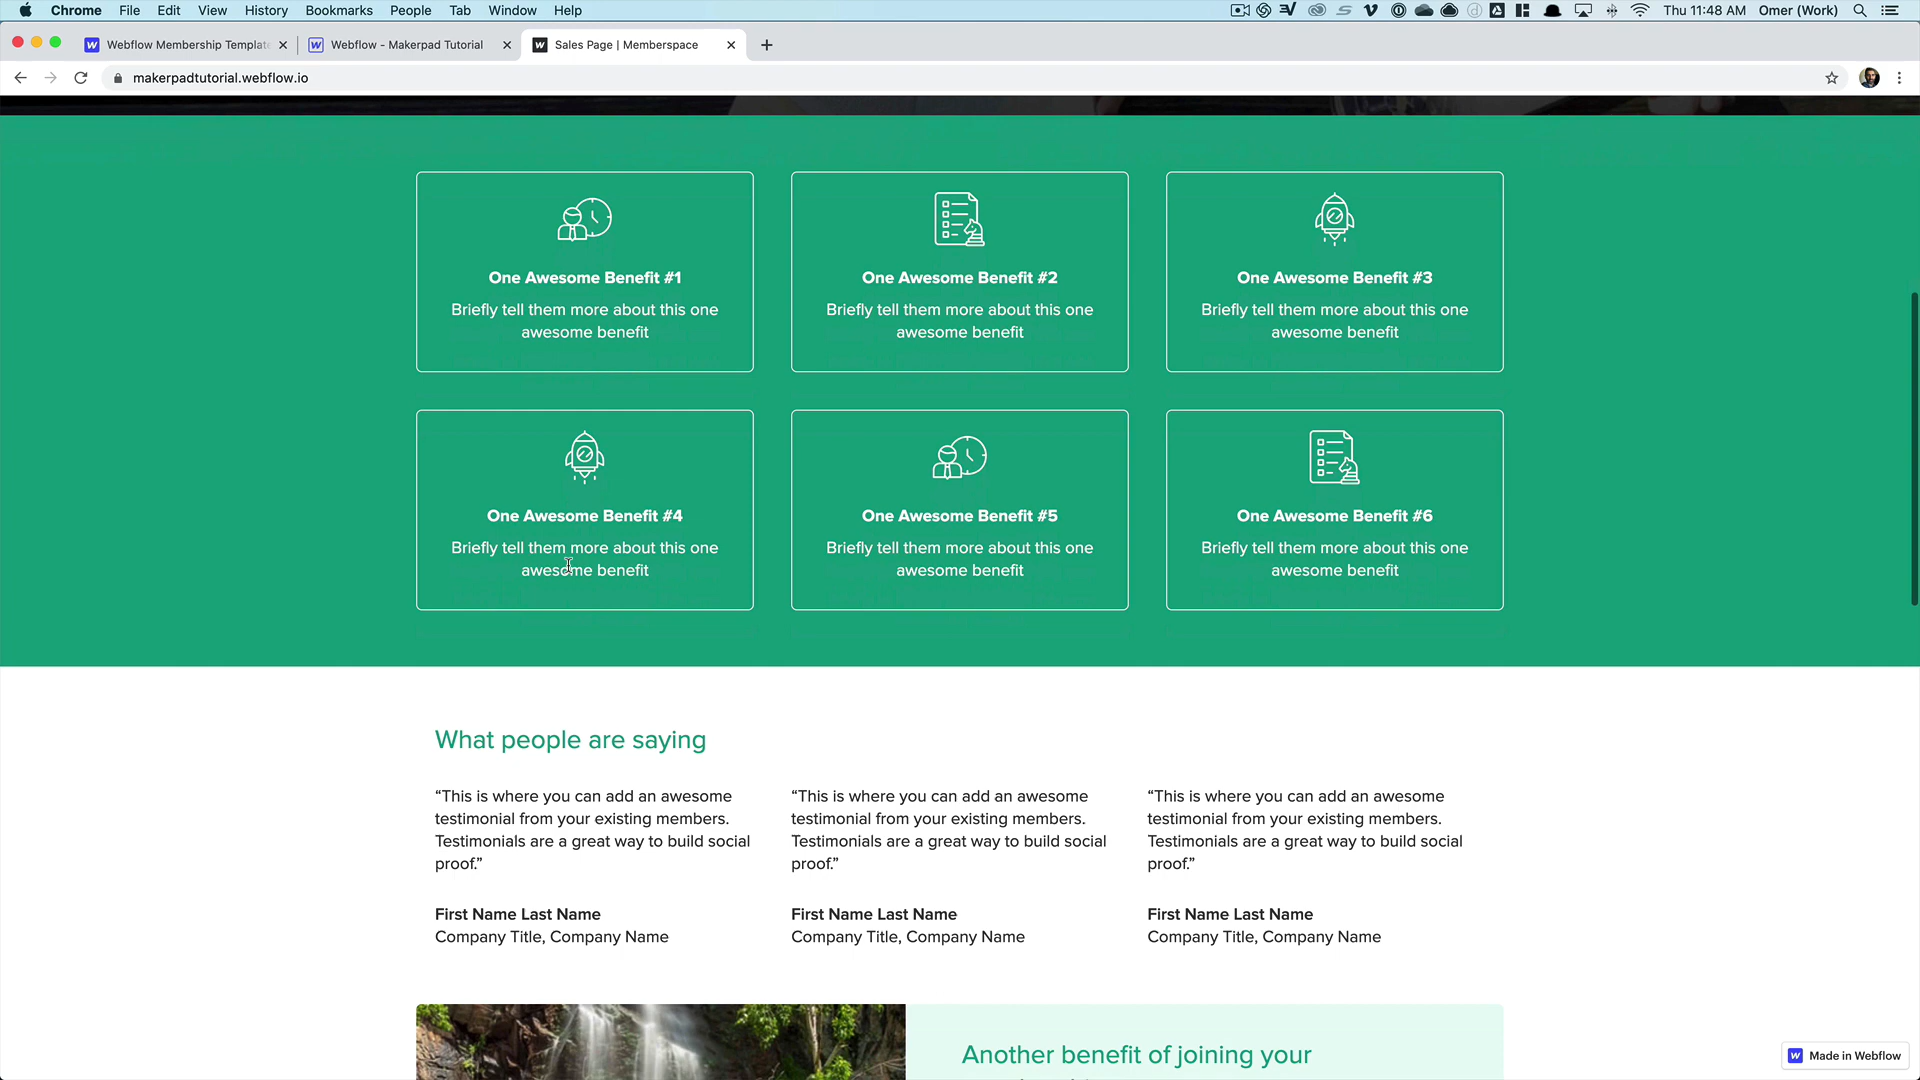 Chrome File Edit View History Bookmarks People Tab Window Help Thu 11:48 AM Omer (Work)
Webflow Membership Templat Webflow - Makerpad Tutorial Sales Page | Memberspace
makerpadtutorial.webflow.io
One Awesome Benefit #1
Briefly tell them more about this one
awesome benefit
One Awesome Benefit #2
Briefly tell them more about this one
awesome benefit
One Awesome Benefit #3
Briefly tell them more about this one
awesome benefit
One Awesome Benefit #4
Briefly tell them more about this one
awesome benefit
One Awesome Benefit #5
Briefly tell them more about this one
awesome benefit
One Awesome Benefit #6
Briefly tell them more about this one
awesome benefit
What people are saying
“This is where you can add an awesome
testimonial from your existing members.
Testimonials are a great way to build social
proof.”
First Name Last Name
Company Title, Company Name
“This is where you can add an awesome
testimonial from your existing members.
Testimonials are a great way to build social
proof.”
First Name Last Name
Company Title, Company Name
“This is where you can add an awesome
testimonial from your existing members.
Testimonials are a great way to build social
proof.”
First Name Last Name
Company Title, Company Name
Another benefit of joining your
Made in Webflow